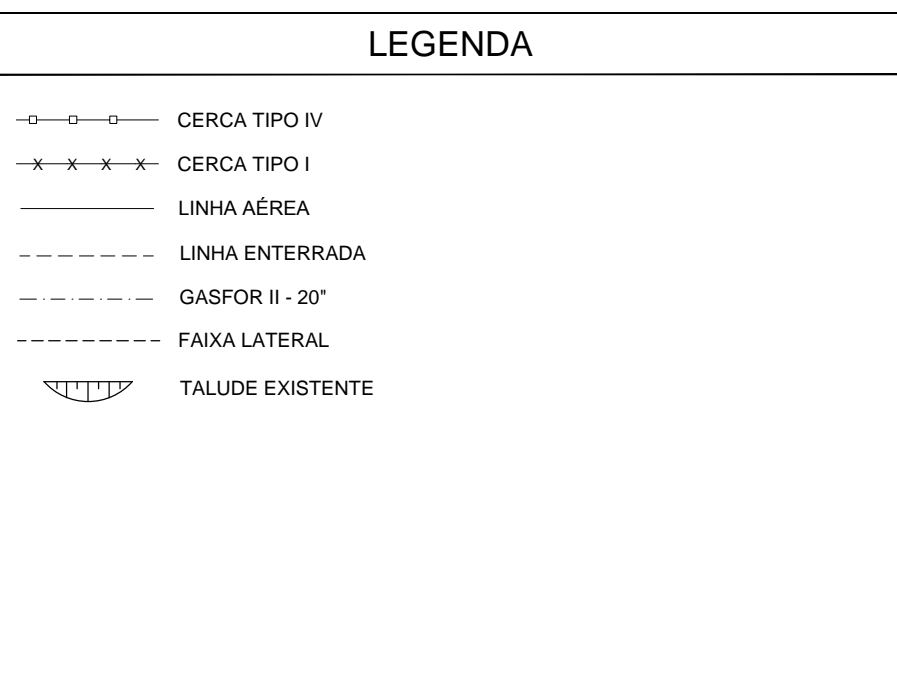 LEGENDA
CERCA TIPO IV
X X X X CERCA TIPO I
LINHA AÉREA
LINHA ENTERRADA
GASFOR II - 20"
FAIXA LATERAL
TALUDE EXISTENTE